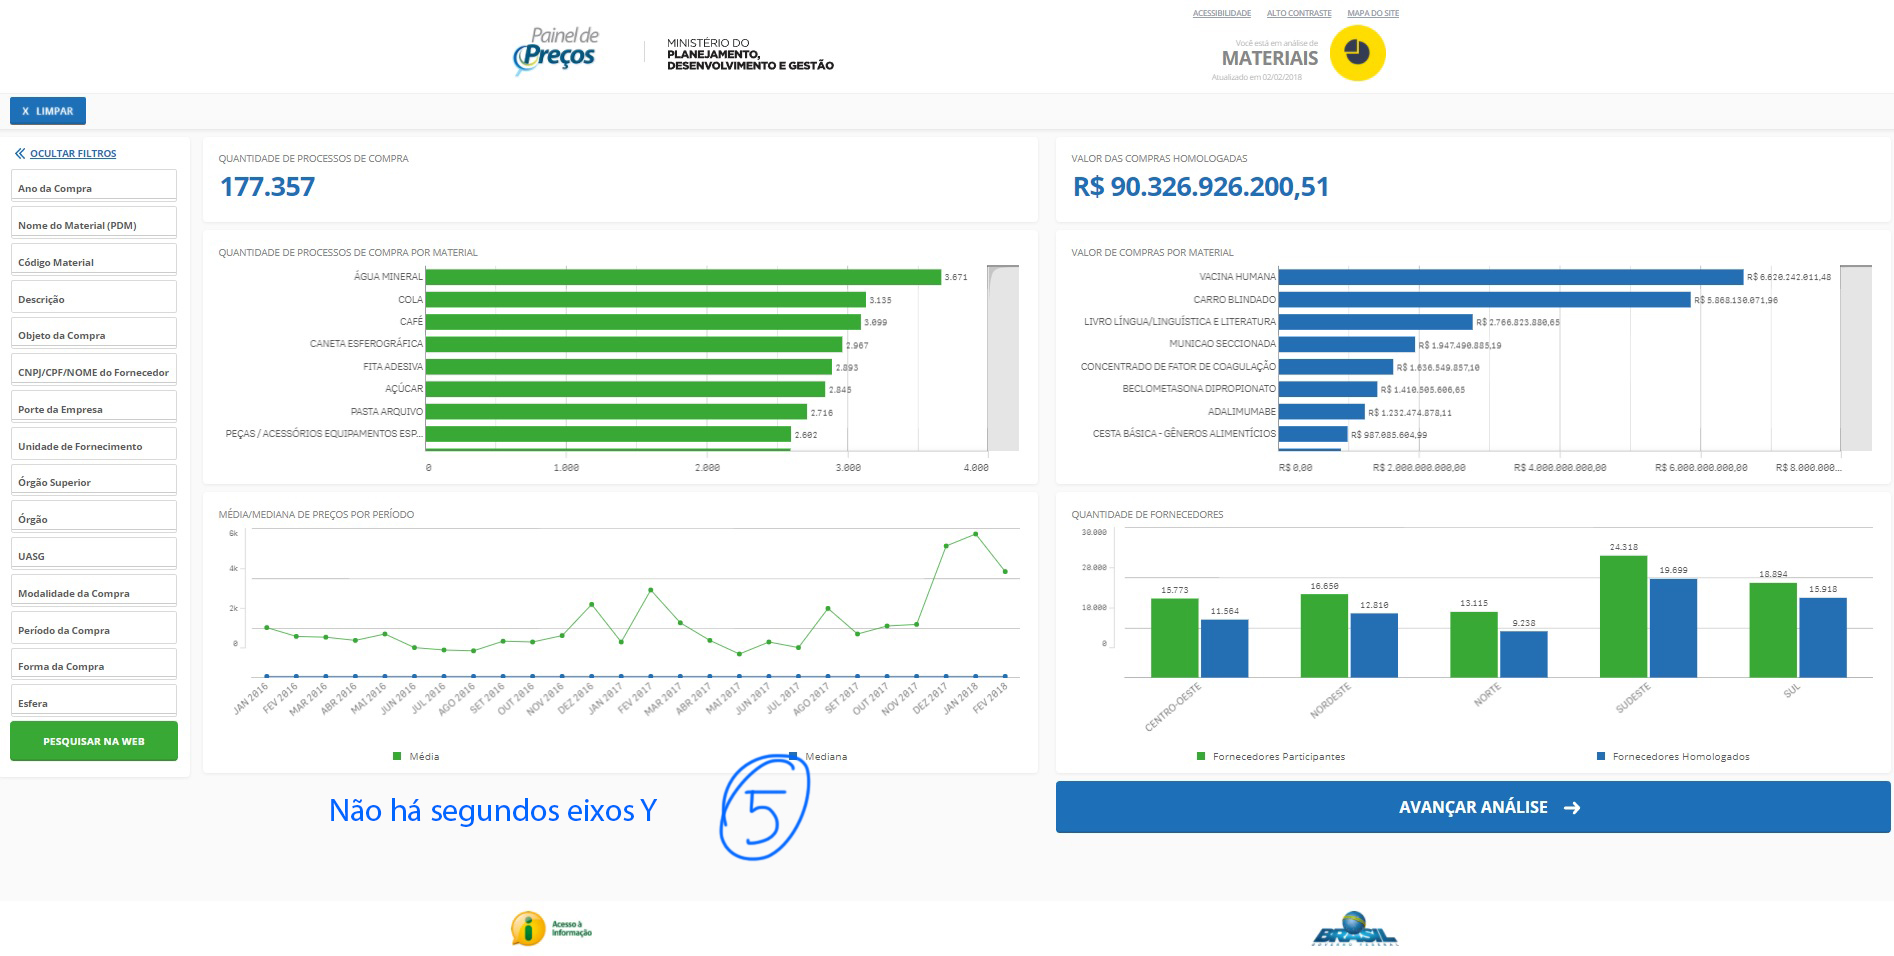 ACESSIBILIDADE ALTO CONTRASTE MAPA DO SITE
Painel de
Preços
MINISTÉRIO DO
PLANEJAMENTO,
DESENVOLVIMENTO E GESTÃO
Você está em análise de
MATERIAIS
Atualizado em 02/02/2018
X LIMPAR
OCULTAR FILTROS
Ano da Compra
Nome do Material (PDM)
Código Material
Descrição
Objeto da Compra
CNPJ/CPF/NOME do Fornecedor
Porte da Empresa
Unidade de Fornecimento
Órgão Superior
Órgão
UASG
Modalidade da Compra
Período da Compra
Forma da Compra
Esfera
PESQUISAR NA WEB
QUANTIDADE DE PROCESSOS DE COMPRA
177.357
VALOR DAS COMPRAS HOMOLOGADAS
R$ 90.326.926.200,51
QUANTIDADE DE PROCESSOS DE COMPRA POR MATERIAL
ÁGUA MINERAL 3.671
COLA 3.135
CAFÉ 3.099
CANETA ESFEROGRÁFICA 2.967
FITA ADESIVA 2.893
AÇÚCAR 2.845
PASTA ARQUIVO 2.716
PEÇAS / ACESSÓRIOS EQUIPAMENTOS ESP... 2.602
0 1.000 2.000 3.000 4.000
VALOR DE COMPRAS POR MATERIAL
VACINA HUMANA R$ 6.620.242.011,48
CARRO BLINDADO R$ 5.868.130.071,96
LIVRO LÍNGUA/LINGUÍSTICA E LITERATURA R$ 2.766.823.880,65
MUNICAO SECCIONADA R$ 1.947.490.885,19
CONCENTRADO DE FATOR DE COAGULAÇÃO R$ 1.636.549.857,10
BECLOMETASONA DIPROPIONATO R$ 1.410.505.606,65
ADALIMUMABE R$ 1.232.474.878,11
CESTA BÁSICA - GÊNEROS ALIMENTÍCIOS R$ 987.085.604,99
R$ 0,00 R$ 2.000.000.000,00 R$ 4.000.000.000,00 R$ 6.000.000.000,00 R$ 8.000.000...
MÉDIA/MEDIANA DE PREÇOS POR PERÍODO
6k
4k
2k
0
JAN 2016 FEV 2016 MAR 2016 ABR 2016 MAI 2016 JUN 2016 JUL 2016 AGO 2016 SET 2016 OUT 2016 NOV 2016 DEZ 2016 JAN 2017 FEV 2017 MAR 2017 ABR 2017 MAI 2017 JUN 2017 JUL 2017 AGO 2017 SET 2017 OUT 2017 NOV 2017 DEZ 2017 JAN 2018 FEV 2018
Média Mediana
QUANTIDADE DE FORNECEDORES
30.000
20.000
10.000
0
15.773 11.564 16.650 12.810 13.115 9.238 24.318 19.699 18.894 15.918
CENTRO-OESTE NORDESTE NORTE SUDESTE SUL
Fornecedores Participantes Fornecedores Homologados
Não há segundos eixos Y
5
AVANÇAR ANÁLISE
Acesso à
Informação
BRASIL
GOVERNO FEDERAL